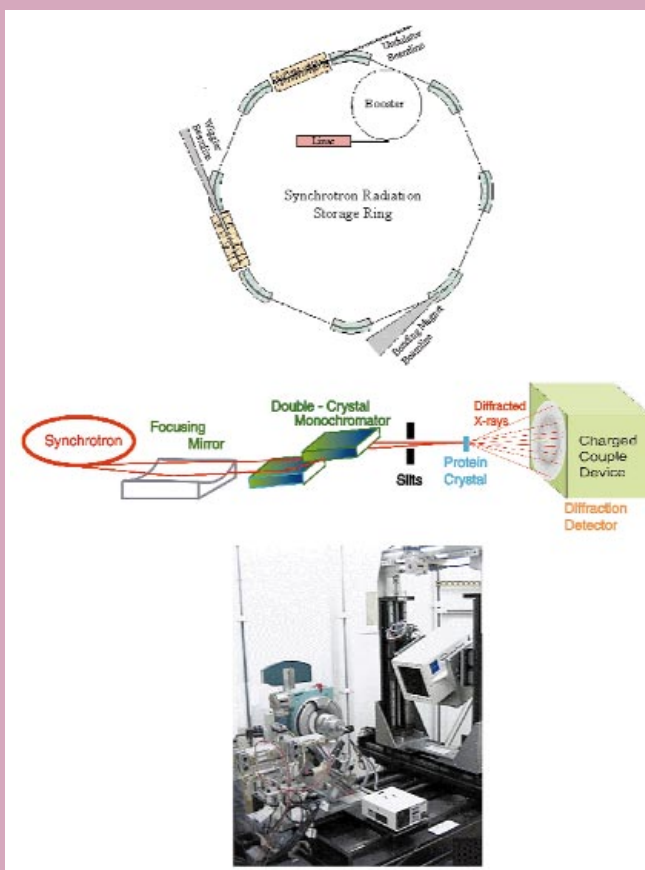 Undulator
Beamline
Booster
Linac
Wiggler
Beamline
Synchrotron Radiation
Storage Ring
Bending Magnet
Beamline
Double - Crystal
Monochromator
Focusing
Mirror
Synchrotron
Diffracted
X-rays
Charged
Couple
Device
Slits
Protein
Crystal
Diffraction
Detector